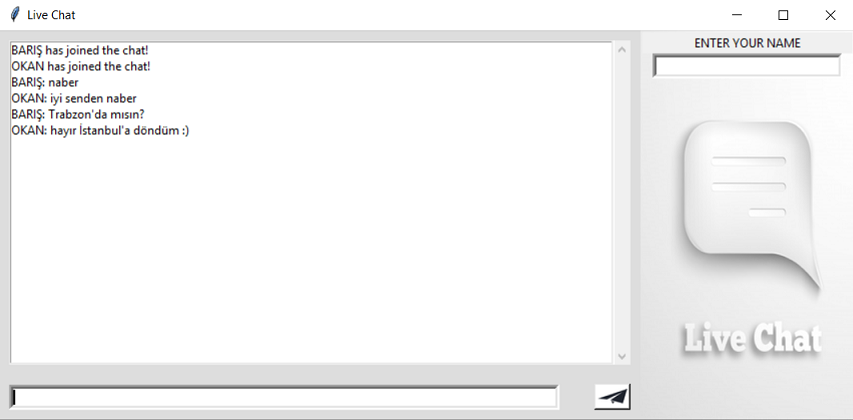 Live Chat
BARIŞ has joined the chat!
OKAN has joined the chat!
BARIŞ: naber
OKAN: iyi senden naber
BARIŞ: Trabzon'da mısın?
OKAN: hayır İstanbul'a döndüm :)
ENTER YOUR NAME
Live Chat